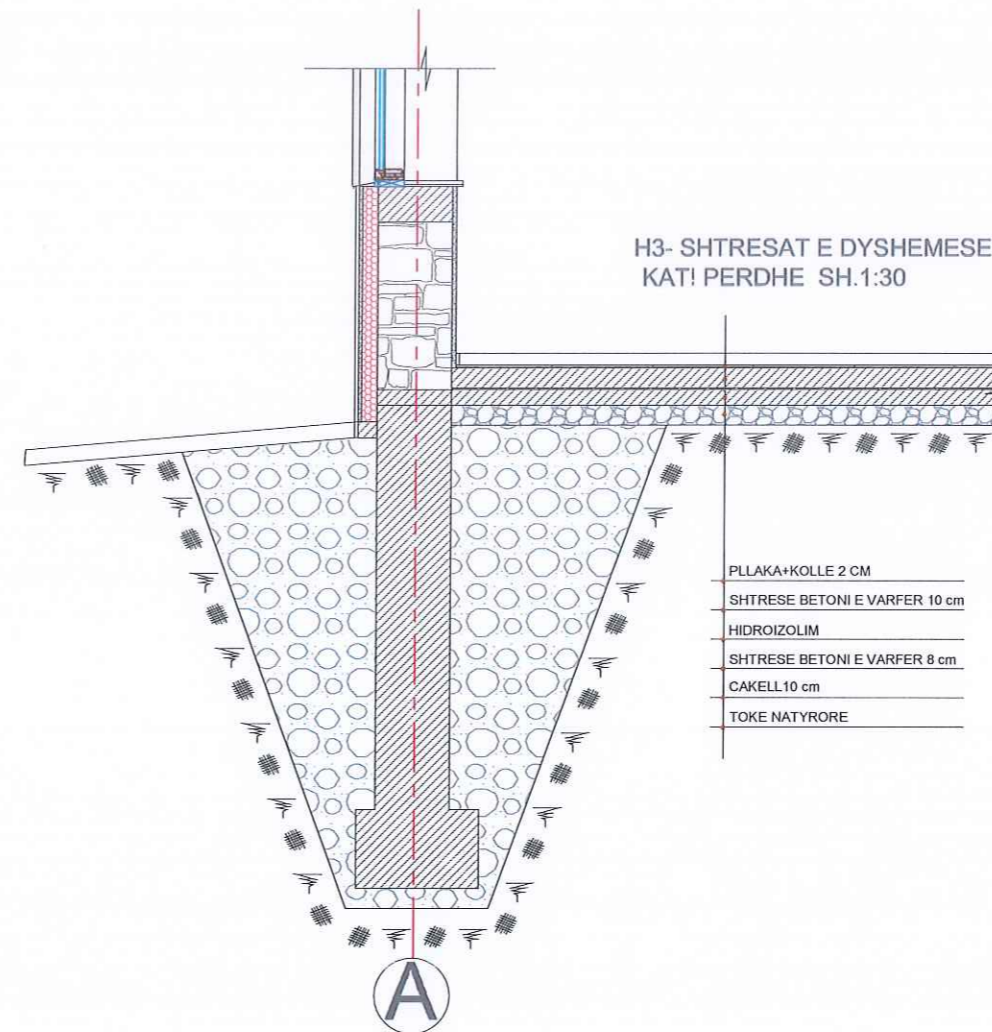 H3- SHTRESAT E DYSHEMESE
KAT! PERDHE SH.1:30
PLLAKA+KOLLE 2 CM
SHTRESE BETONI E VARFER 10 cm
HIDROIZOLIM
SHTRESE BETONI E VARFER 8 cm
CAKELL10 cm
TOKE NATYRORE
A